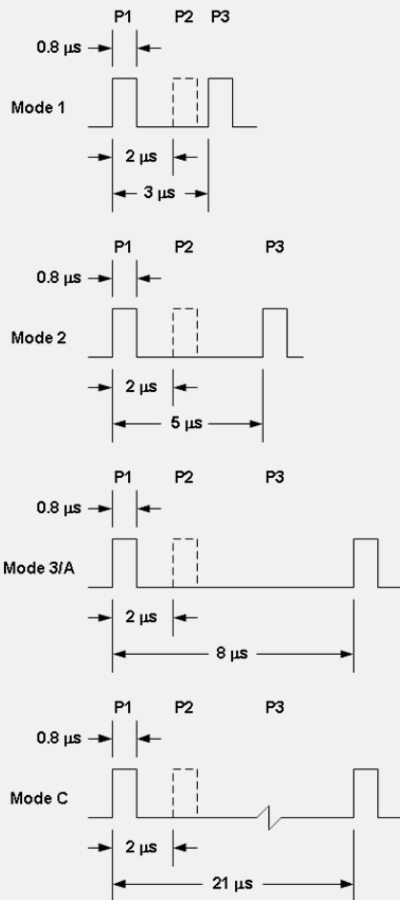 P1 P2 P3
0.8 µs
Mode 1
2 µs
3 µs
P1 P2 P3
0.8 µs
Mode 2
2 µs
5 µs
P1 P2 P3
0.8 µs
Mode 3/A
2 µs
8 µs
P1 P2 P3
0.8 µs
Mode C
2 µs
21 µs